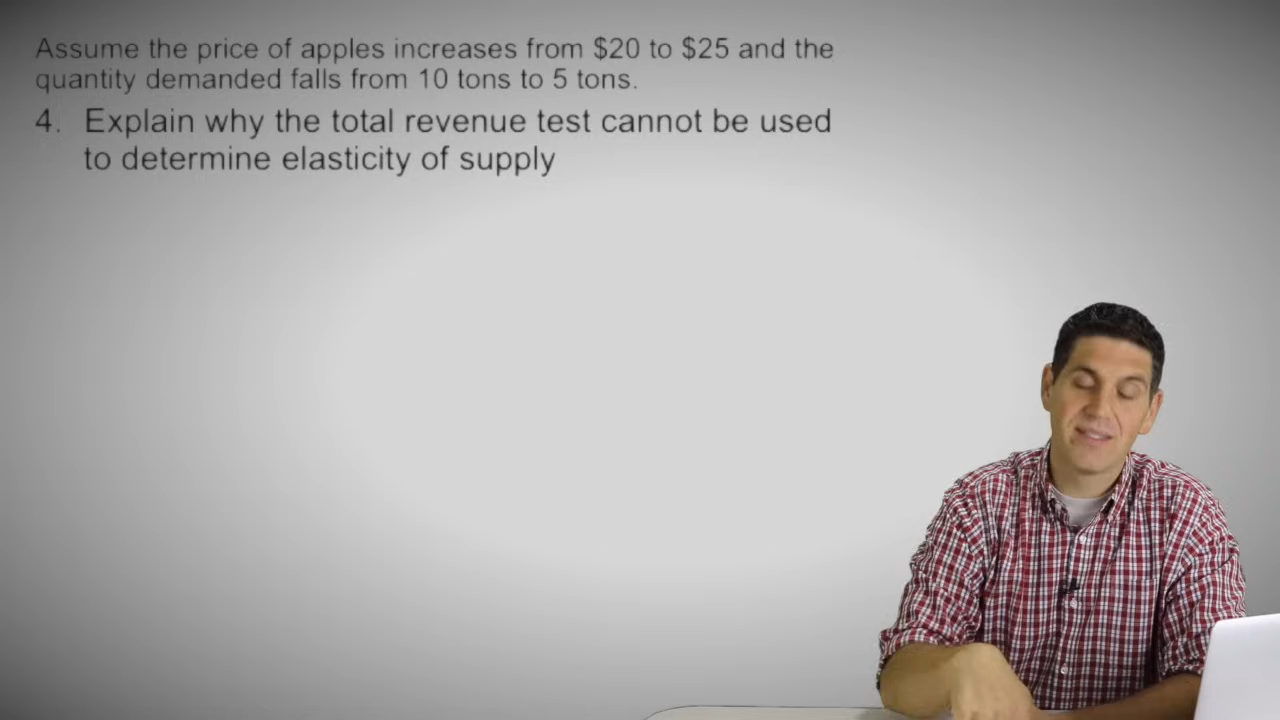 Assume the price of apples increases from $20 to $25 and the
quantity demanded falls from 10 tons to 5 tons.
4. Explain why the total revenue test cannot be used
to determine elasticity of supply